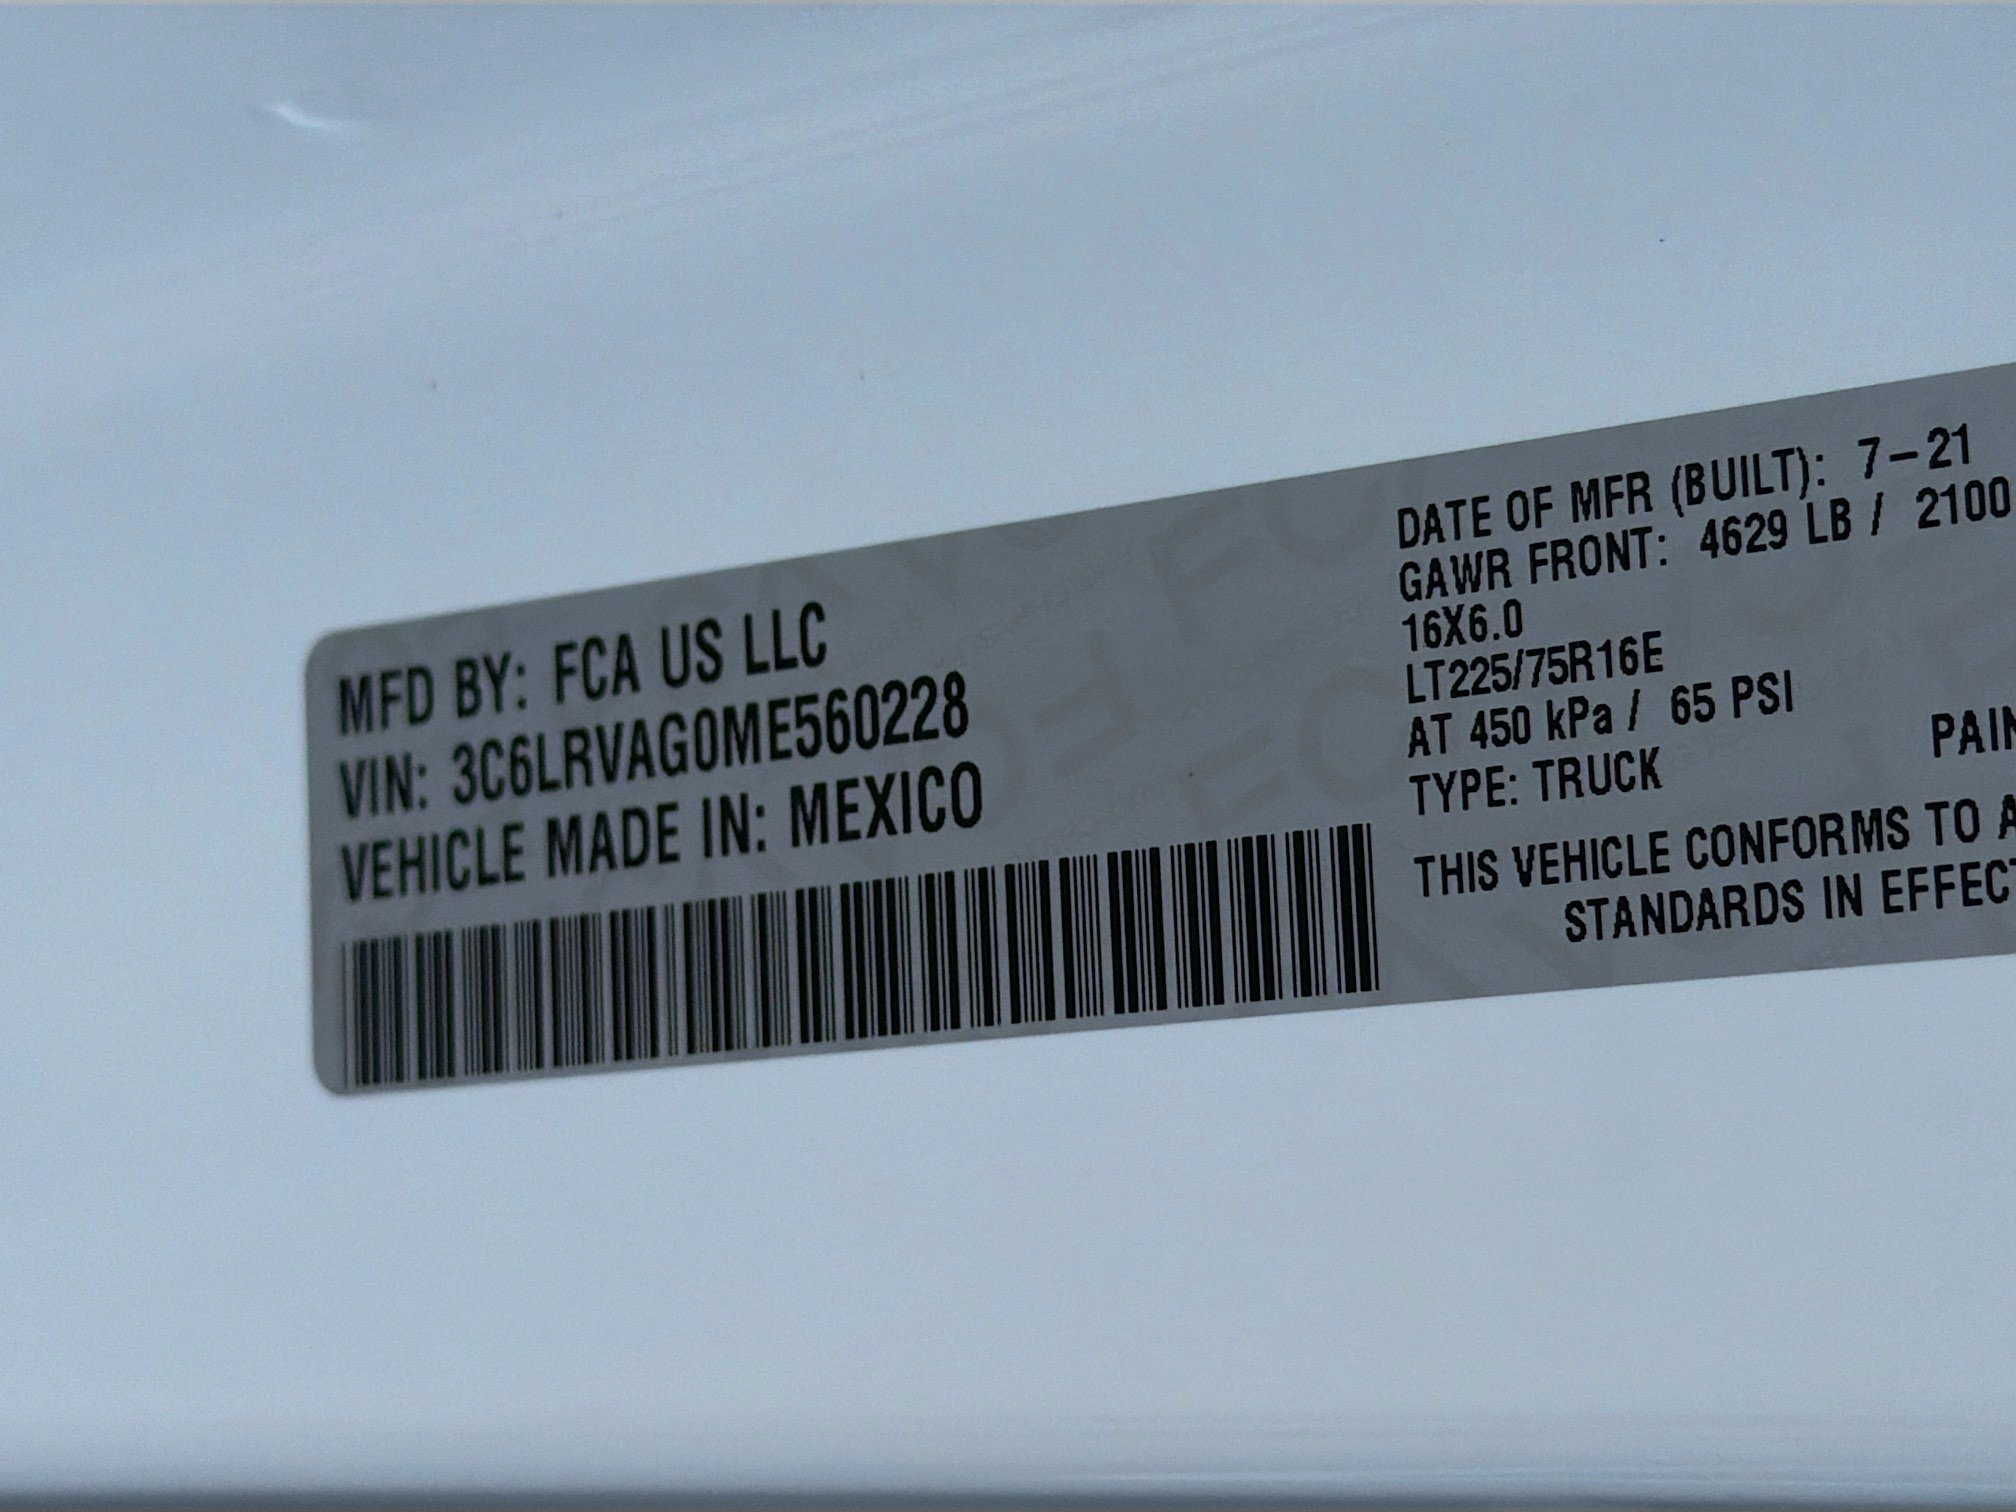 MFD BY: FCA US LLC
VIN: 3C6LRVAG0ME560228
VEHICLE MADE IN: MEXICO
DATE OF MFR (BUILT): 7-21
GAWR FRONT: 4629 LB / 2100
16X6.0
LT225/75R16E
AT 450 kPa / 65 PSI
TYPE: TRUCK
THIS VEHICLE CONFORMS TO
STANDARDS IN